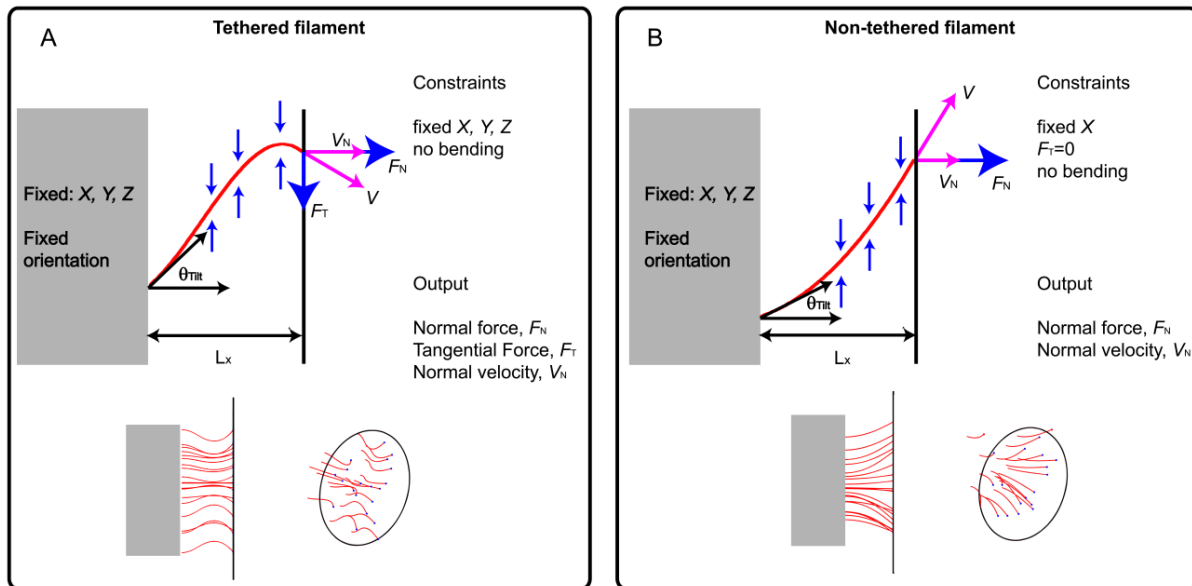 A
Tethered filament
Constraints
fixed X, Y, Z
no bending
VN
FN
V
FT
Fixed: X, Y, Z
Fixed
orientation
θTilt
Lx
Output
Normal force, FN
Tangential Force, FT
Normal velocity, VN
B
Non-tethered filament
Constraints
fixed X
FT=0
no bending
V
VN
FN
Fixed: X, Y, Z
Fixed
orientation
θTilt
Lx
Output
Normal force, FN
Normal velocity, VN